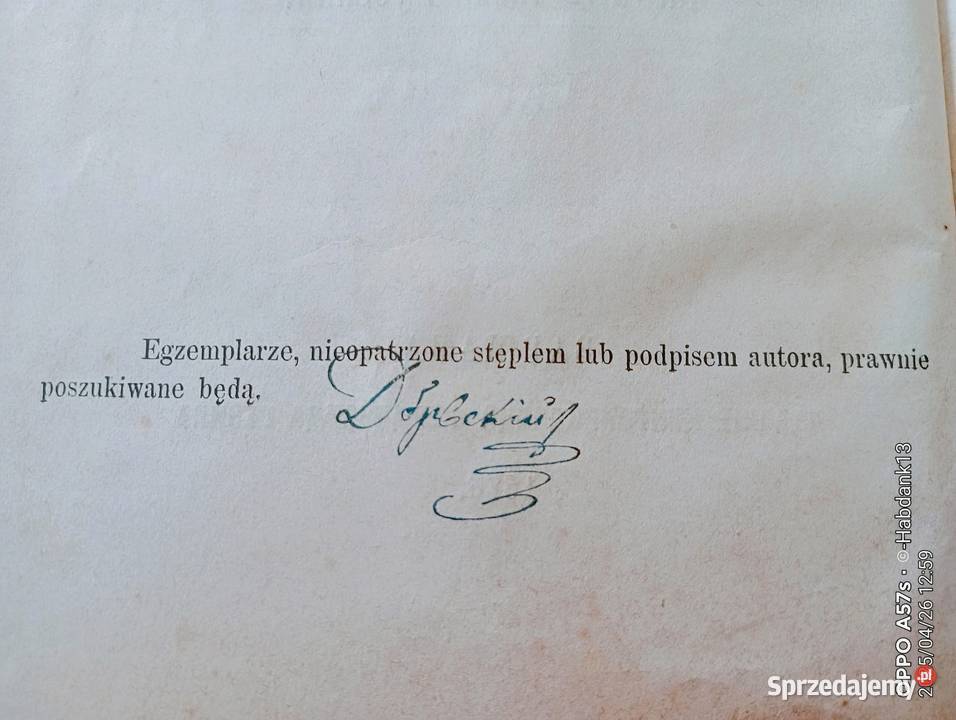 Egzemplarze, nieopatrzone stęplem lub podpisem autora, prawnie
poszukiwane będą.
OPPO A57s · ©-Habdank13
2025/04/26 12:59
Sprzedajemy.pl